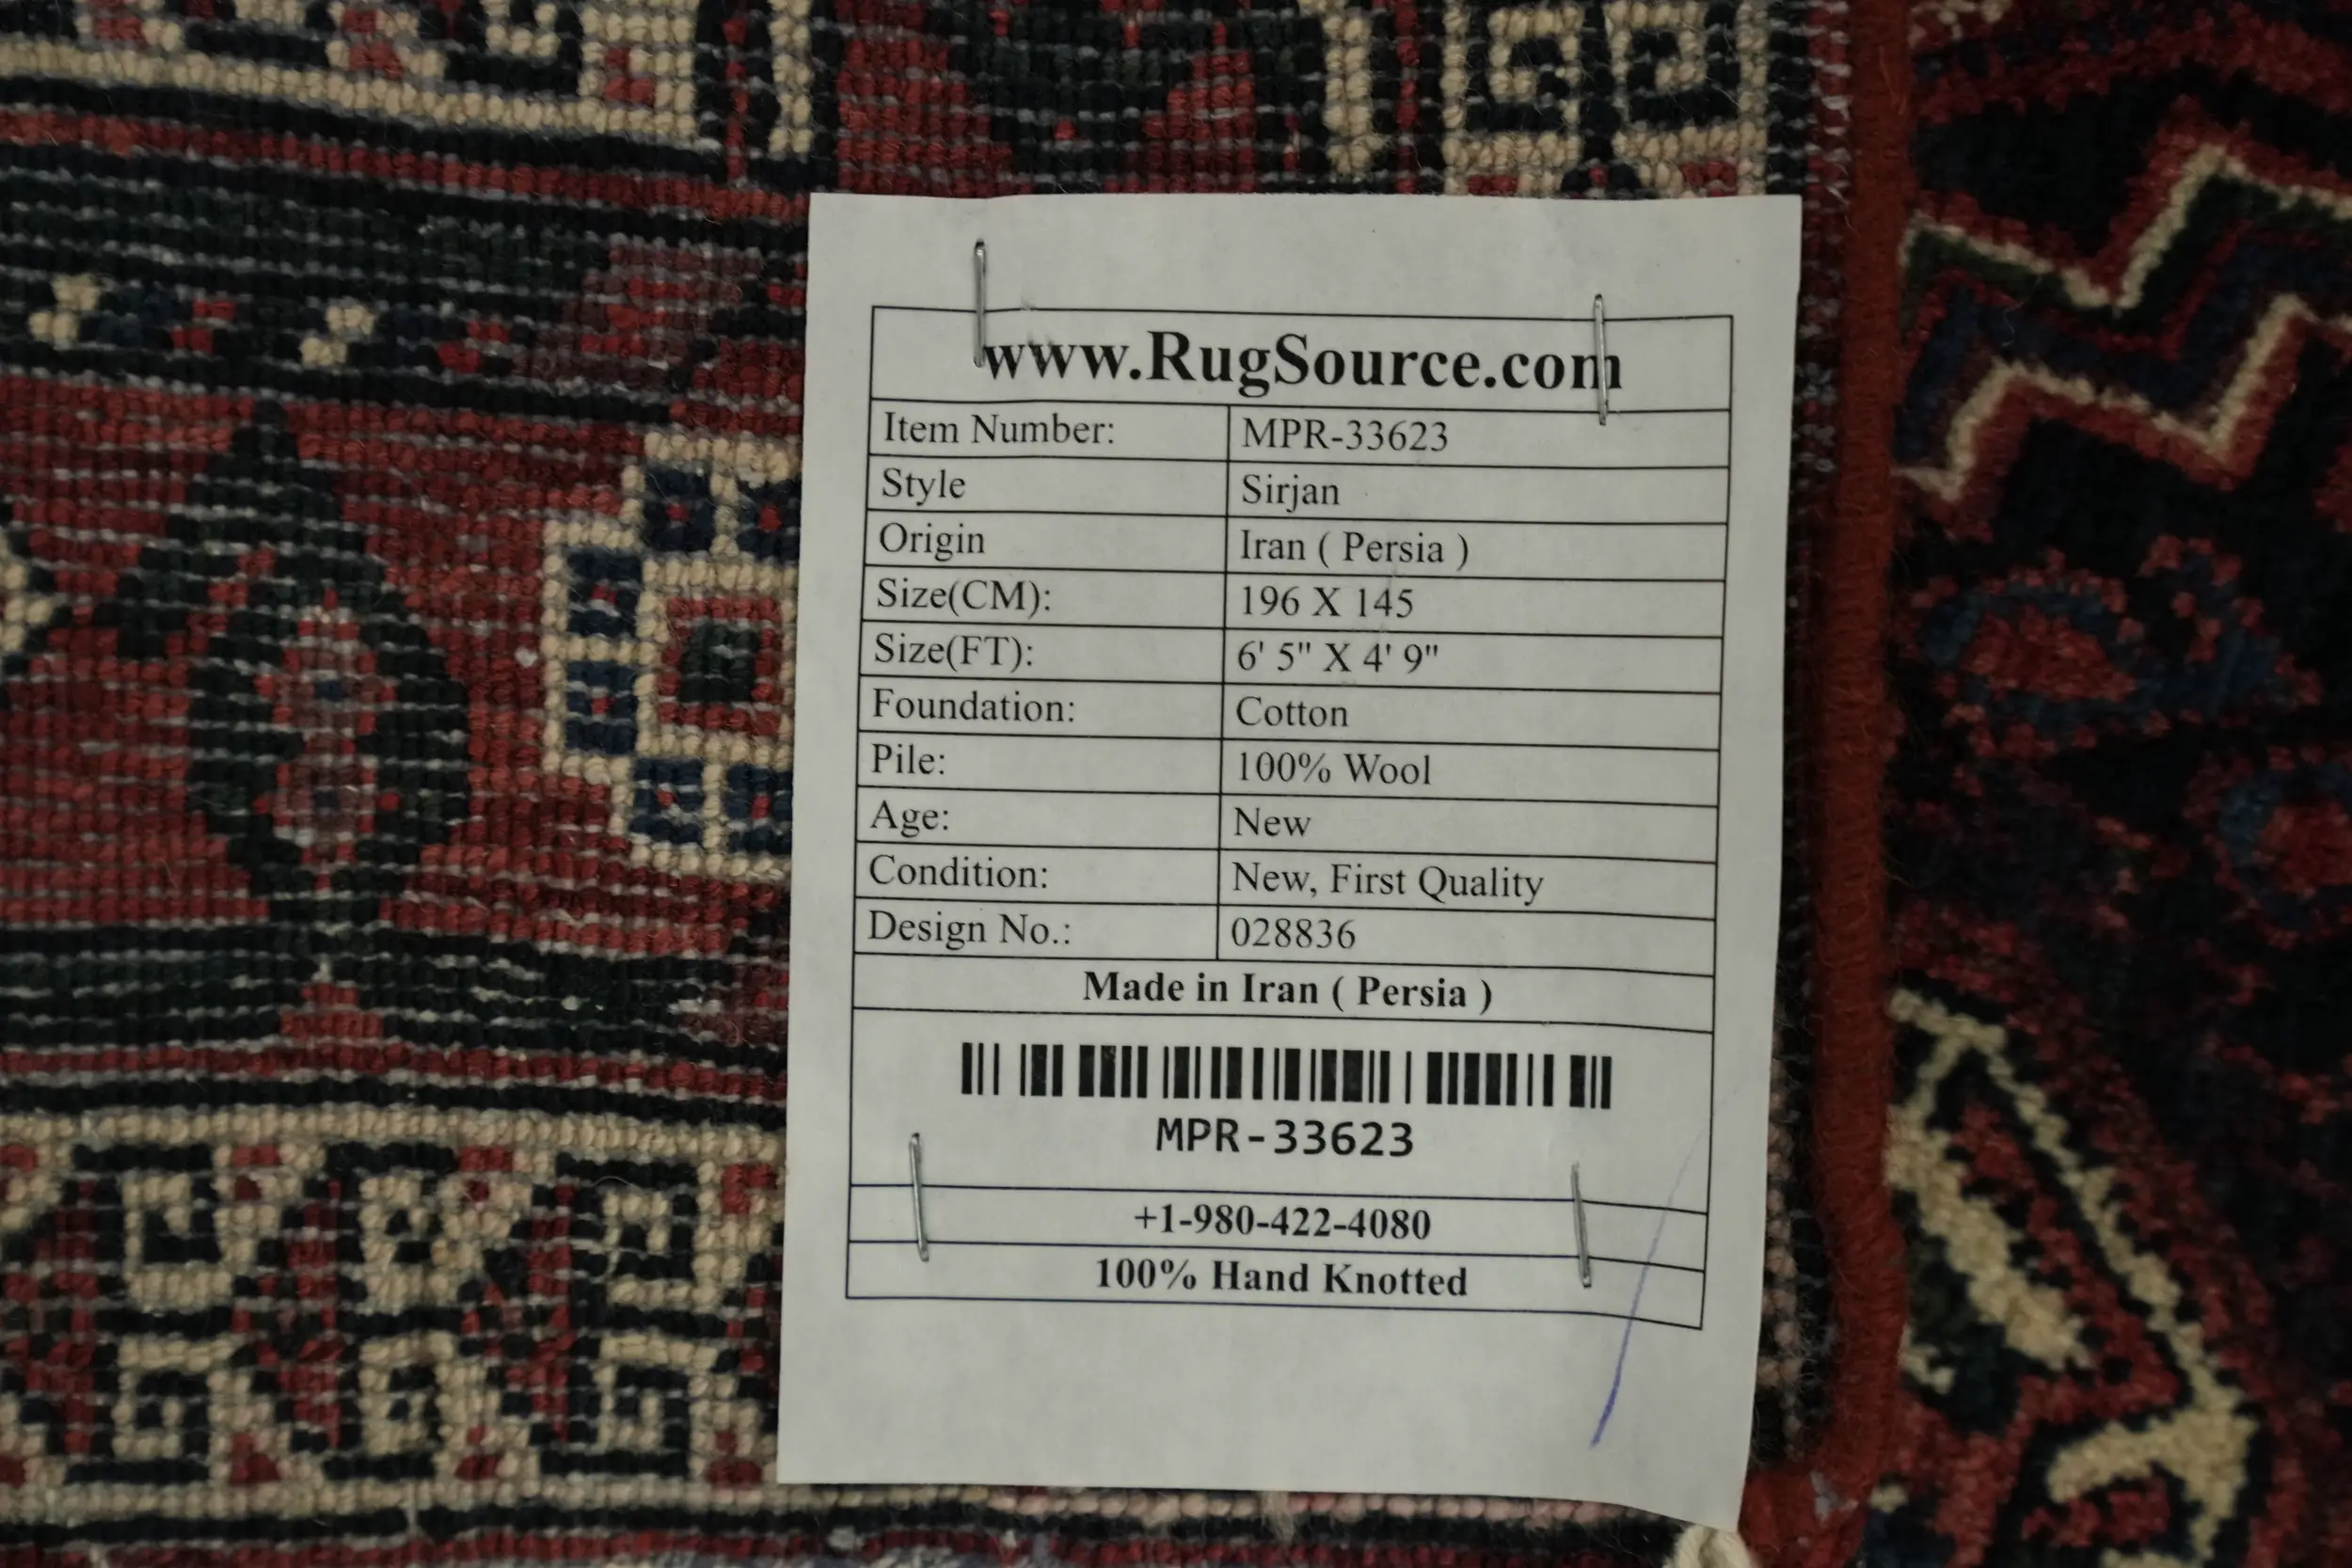 www.RugSource.com
Item Number: MPR-33623
Style Sirjan
Origin Iran ( Persia )
Size(CM): 196 X 145
Size(FT): 6' 5" X 4' 9"
Foundation: Cotton
Pile: 100% Wool
Age: New
Condition: New, First Quality
Design No.: 028836
Made in Iran ( Persia )
MPR-33623
+1-980-422-4080
100% Hand Knotted